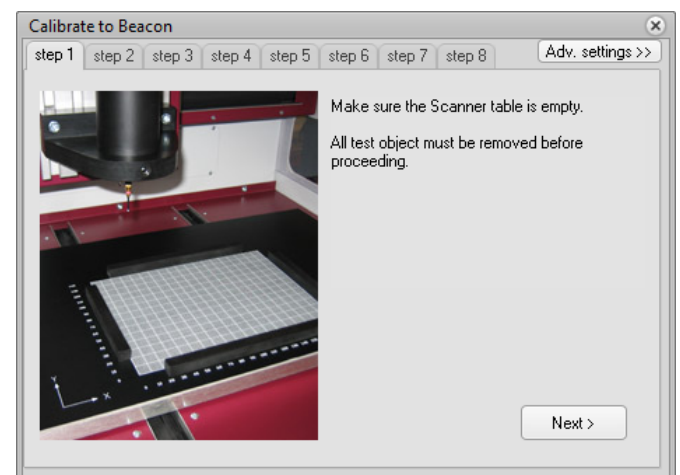 Calibrate to Beacon
step 1 step 2 step 3 step 4 step 5 step 6 step 7 step 8 Adv. settings >>
Make sure the Scanner table is empty.
All test object must be removed before
proceeding.
Y
X
Next >